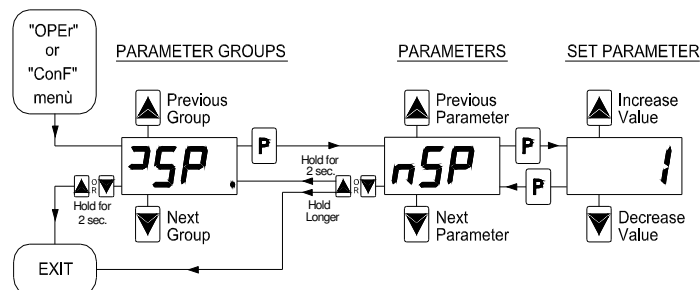 "OPEr"
or
"ConF"
menù
PARAMETER GROUPS
PARAMETERS
SET PARAMETER
Previous
Group
P
Previous
Parameter
P
Increase
Value
Hold for
2 sec.
OR
Hold for
2 sec.
nSP
1
OR
Hold
Longer
P
Next
Group
Next
Parameter
Decrease
Value
EXIT